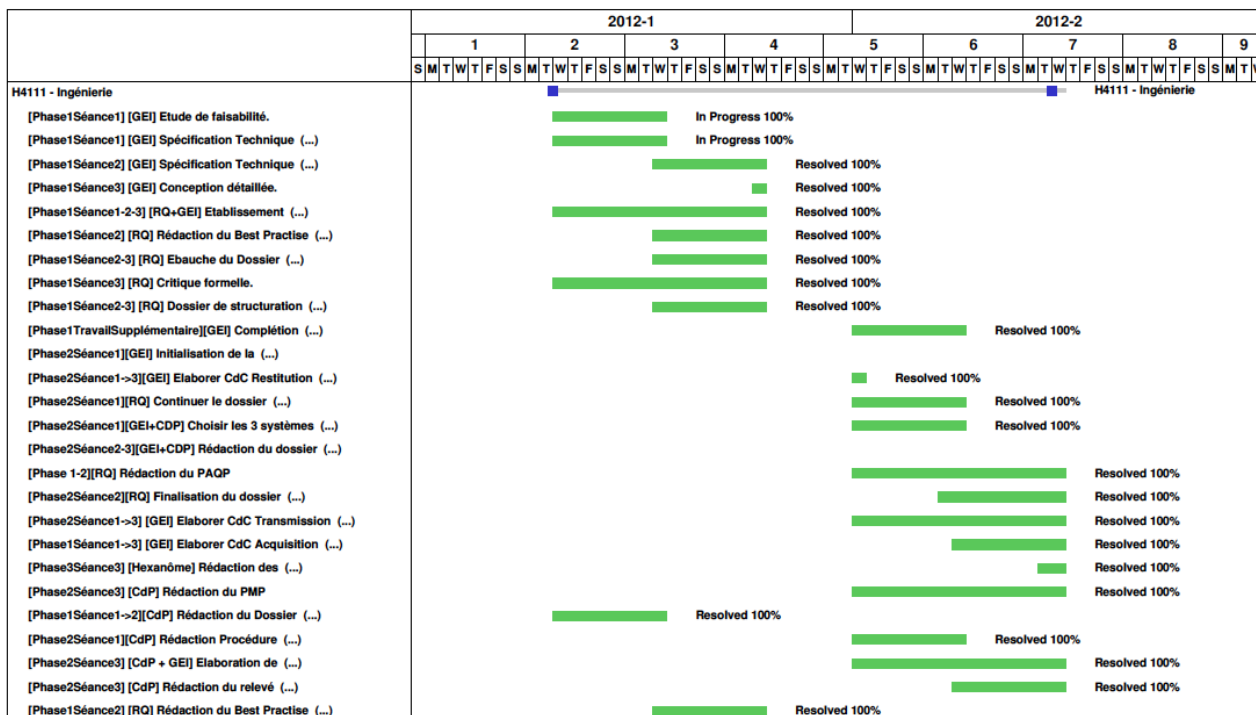 2012-1 2012-2
1 2 3 4 5 6 7 8 9
S M T W T F S S M T W T F S S M T W T F S S M T W T F S S M T W T F S S M T W T F S S M T W T F S S M T W T F S S M T W
H4111 - Ingénierie H4111 - Ingénierie
[Phase1Séance1] [GEI] Etude de faisabilité. In Progress 100%
[Phase1Séance1] [GEI] Spécification Technique (...) In Progress 100%
[Phase1Séance2] [GEI] Spécification Technique (...) Resolved 100%
[Phase1Séance3] [GEI] Conception détaillée. Resolved 100%
[Phase1Séance1-2-3] [RQ+GEI] Etablissement (...) Resolved 100%
[Phase1Séance2] [RQ] Rédaction du Best Practise (...) Resolved 100%
[Phase1Séance2-3] [RQ] Ebauche du Dossier (...) Resolved 100%
[Phase1Séance3] [RQ] Critique formelle. Resolved 100%
[Phase1Séance2-3] [RQ] Dossier de structuration (...) Resolved 100%
[Phase1TravailSupplémentaire][GEI] Complétion (...) Resolved 100%
[Phase2Séance1][GEI] Initialisation de la (...)
[Phase2Séance1->3][GEI] Elaborer CdC Restitution (...) Resolved 100%
[Phase2Séance1][RQ] Continuer le dossier (...) Resolved 100%
[Phase2Séance1][GEI+CDP] Choisir les 3 systèmes (...) Resolved 100%
[Phase2Séance2-3][GEI+CDP] Rédaction du dossier (...)
[Phase 1-2][RQ] Rédaction du PAQP Resolved 100%
[Phase2Séance2][RQ] Finalisation du dossier (...) Resolved 100%
[Phase2Séance1->3] [GEI] Elaborer CdC Transmission (...) Resolved 100%
[Phase1Séance1->3] [GEI] Elaborer CdC Acquisition (...) Resolved 100%
[Phase3Séance3] [Hexanôme] Rédaction des (...) Resolved 100%
[Phase2Séance3] [CdP] Rédaction du PMP Resolved 100%
[Phase1Séance1->2][CdP] Rédaction du Dossier (...) Resolved 100%
[Phase2Séance1][CdP] Rédaction Procédure (...) Resolved 100%
[Phase2Séance3] [CdP + GEI] Elaboration de (...) Resolved 100%
[Phase2Séance3] [CdP] Rédaction du relevé (...) Resolved 100%
[Phase1Séance2] [RQ] Rédaction du Best Practise (...) Resolved 100%